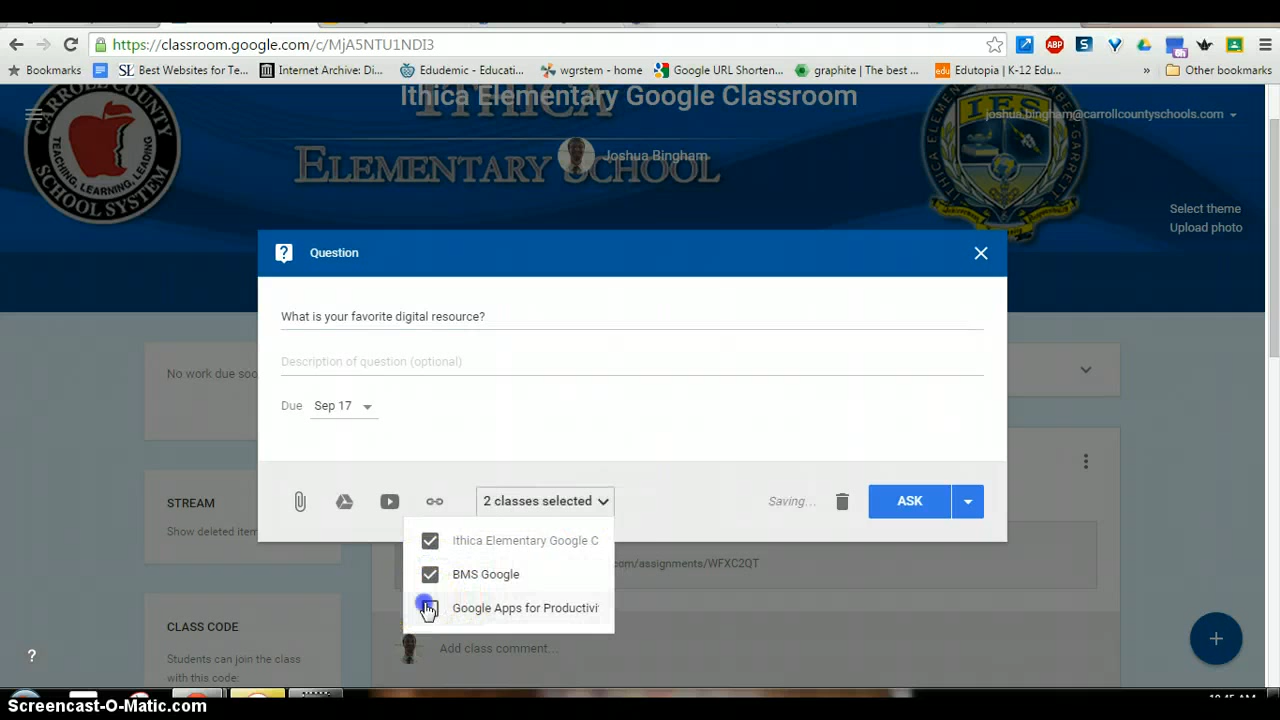 https://classroom.google.com/c/MjA5NTU1NDI3
Bookmarks
Best Websites for Te...
Internet Archive: Di...
Edudemic - Educati...
wgrstem - home
Google URL Shorten...
graphite | The best ...
Edutopia | K-12 Edu...
» Other bookmarks
Ithica Elementary Google Classroom
joshua.bingham@carrollcountyschools.com
Joshua Bingham
ELEMENTARY SCHOOL
CARROLL COUNTY
TEACHING, LEARNING, LEADING
SCHOOL SYSTEM
IES
Select theme
Upload photo
Question
What is your favorite digital resource?
Description of question (optional)
Due Sep 17
No work due soo
STREAM
Show deleted item
2 classes selected
Saving...
ASK
Ithica Elementary Google C
BMS Google
Google Apps for Productivi
com/assignments/WFXC2QT
CLASS CODE
Students can join the class
with this code:
Add class comment...
Screencast-O-Matic.com